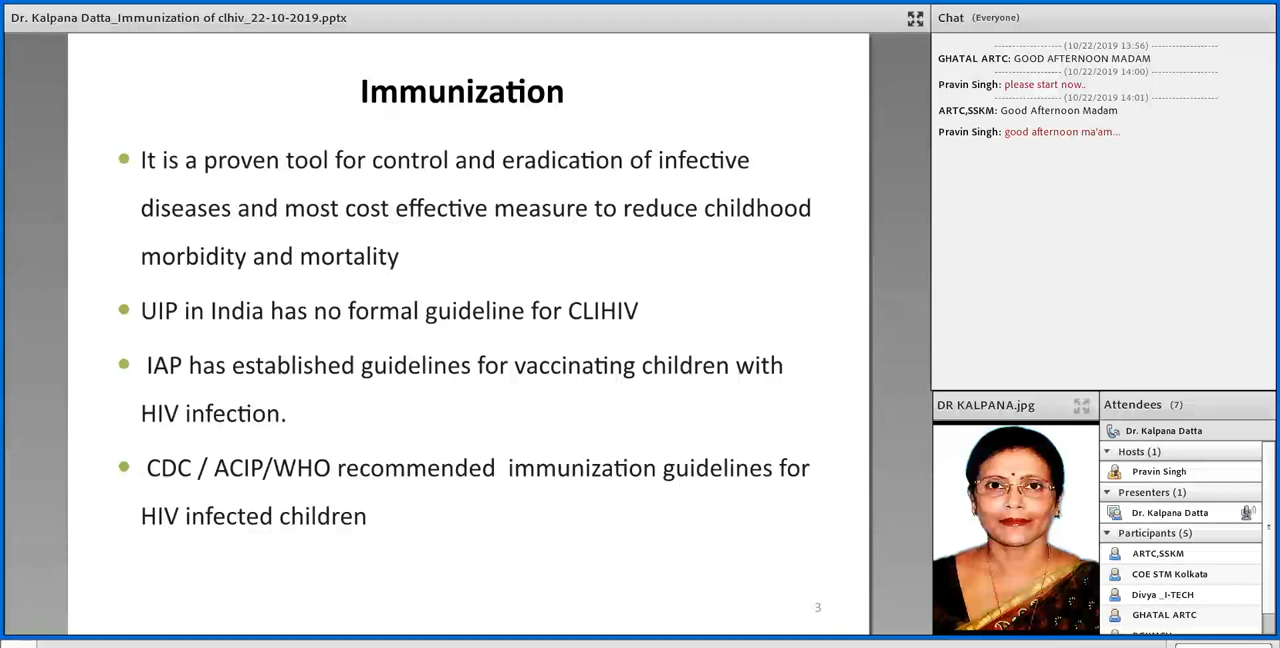 Dr. Kalpana Datta_Immunization of clhiv_22-10-2019.pptx
Immunization
It is a proven tool for control and eradication of infective
diseases and most cost effective measure to reduce childhood
morbidity and mortality
UIP in India has no formal guideline for CLIHIV
IAP has established guidelines for vaccinating children with
HIV infection.
CDC / ACIP/WHO recommended immunization guidelines for
HIV infected children
3
Chat (Everyone)
------------------ (10/22/2019 13:56) ------------------
GHATAL ARTC: GOOD AFTERNOON MADAM
------------------ (10/22/2019 14:00) ------------------
Pravin Singh: please start now..
------------------ (10/22/2019 14:01) ------------------
ARTC,SSKM: Good Afternoon Madam
Pravin Singh: good afternoon ma'am...
DR KALPANA.jpg
Attendees (7)
Dr. Kalpana Datta
Hosts (1)
Pravin Singh
Presenters (1)
Dr. Kalpana Datta
Participants (5)
ARTC,SSKM
COE STM Kolkata
Divya _I-TECH
GHATAL ARTC